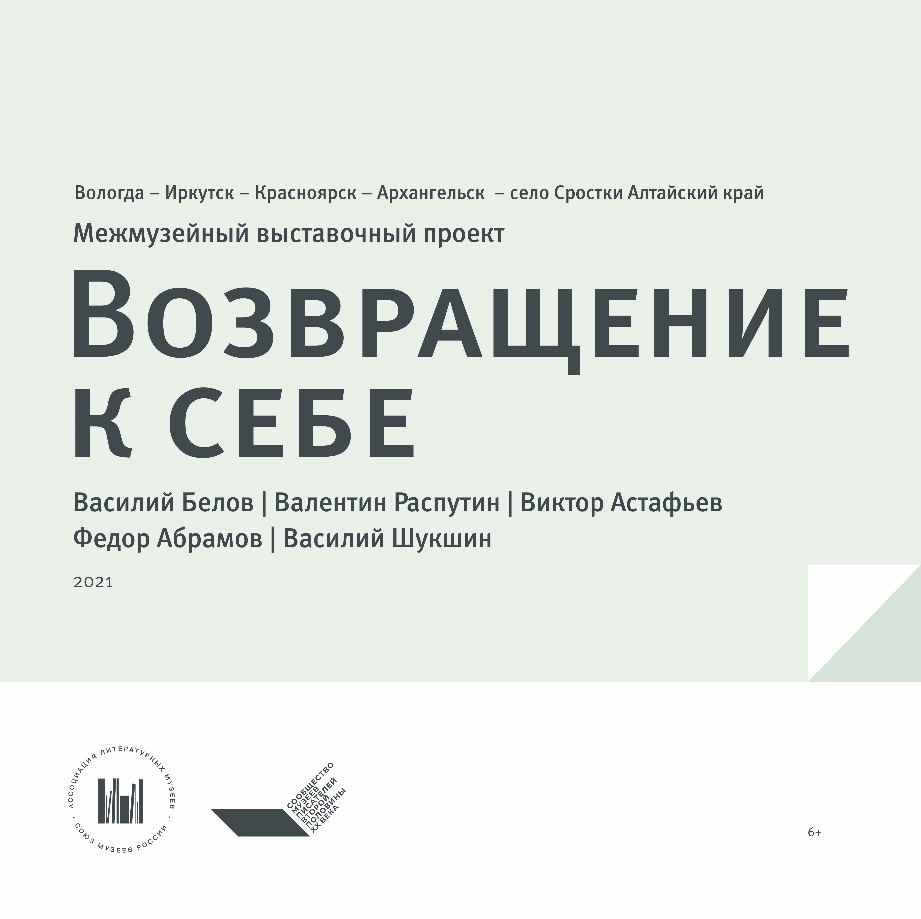 Вологда – Иркутск – Красноярск – Архангельск – село Сростки Алтайский край
Межмузейный выставочный проект
Возвращение
к себе
Василий Белов | Валентин Распутин | Виктор Астафьев
Федор Абрамов | Василий Шукшин
2021
АССОЦИАЦИЯ ЛИТЕРАТУРНЫХ МУЗЕЕВ
СОЮЗ МУЗЕЕВ РОССИИ
СООБЩЕСТВО
МУЗЕЕВ
ПИСАТЕЛЕЙ
ВТОРОЙ
ПОЛОВИНЫ
XX ВЕКА
6+